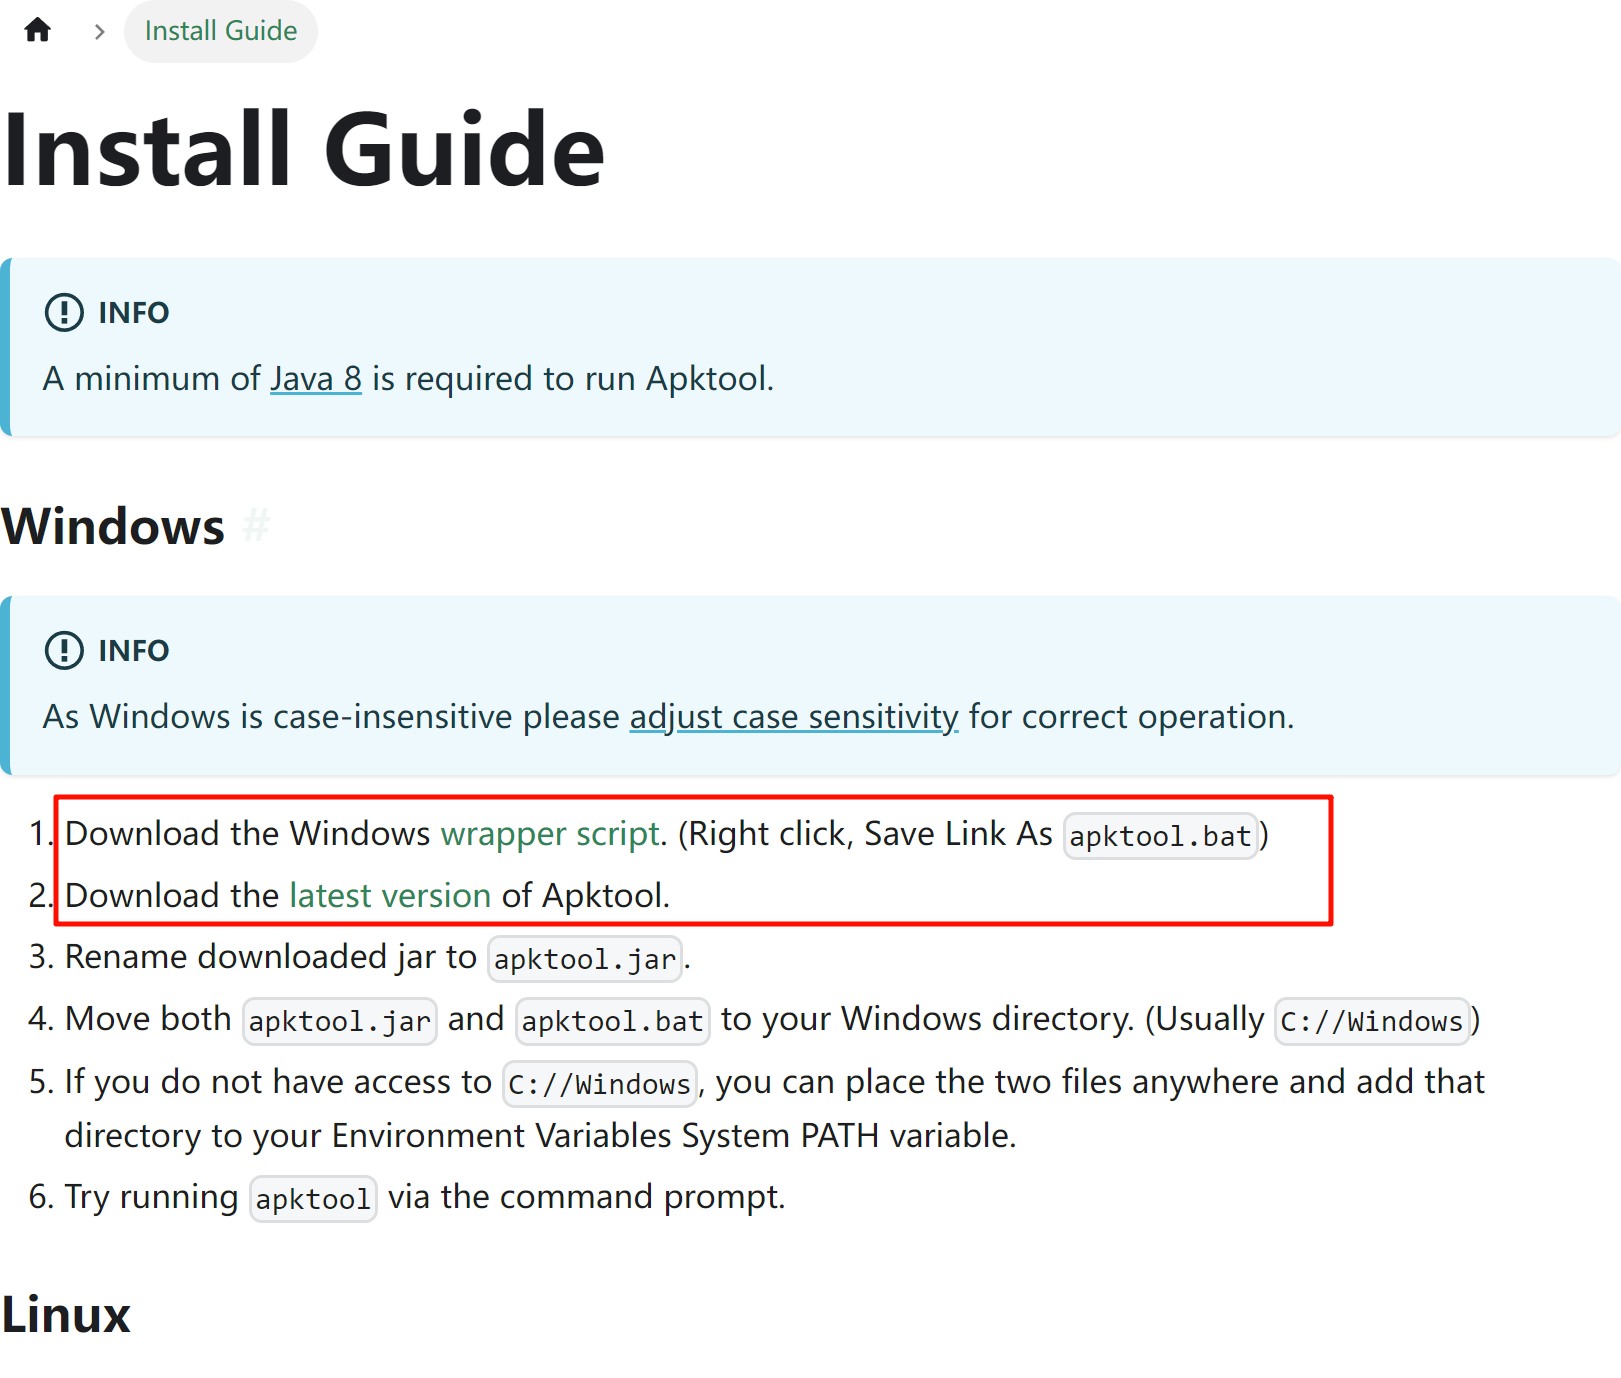 Install Guide
Install Guide
INFO
A minimum of Java 8 is required to run Apktool.
Windows #
INFO
As Windows is case-insensitive please adjust case sensitivity for correct operation.
1. Download the Windows wrapper script. (Right click, Save Link As apktool.bat)
2. Download the latest version of Apktool.
3. Rename downloaded jar to apktool.jar.
4. Move both apktool.jar and apktool.bat to your Windows directory. (Usually C://Windows)
5. If you do not have access to C://Windows, you can place the two files anywhere and add that
directory to your Environment Variables System PATH variable.
6. Try running apktool via the command prompt.
Linux